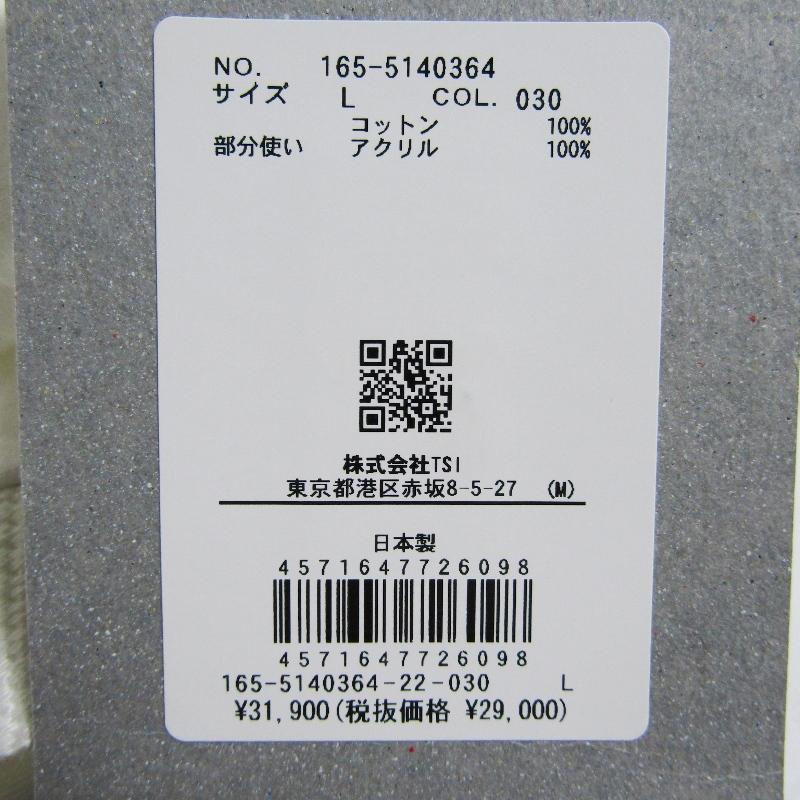 NO. 165-5140364
サイズ L COL. 030
コットン 100%
部分使い アクリル 100%
株式会社TSI
東京都港区赤坂8-5-27 (M)
日本製
4571647726098
4571647726098
165-5140364-22-030 L
¥31,900(税抜価格 ¥29,000)